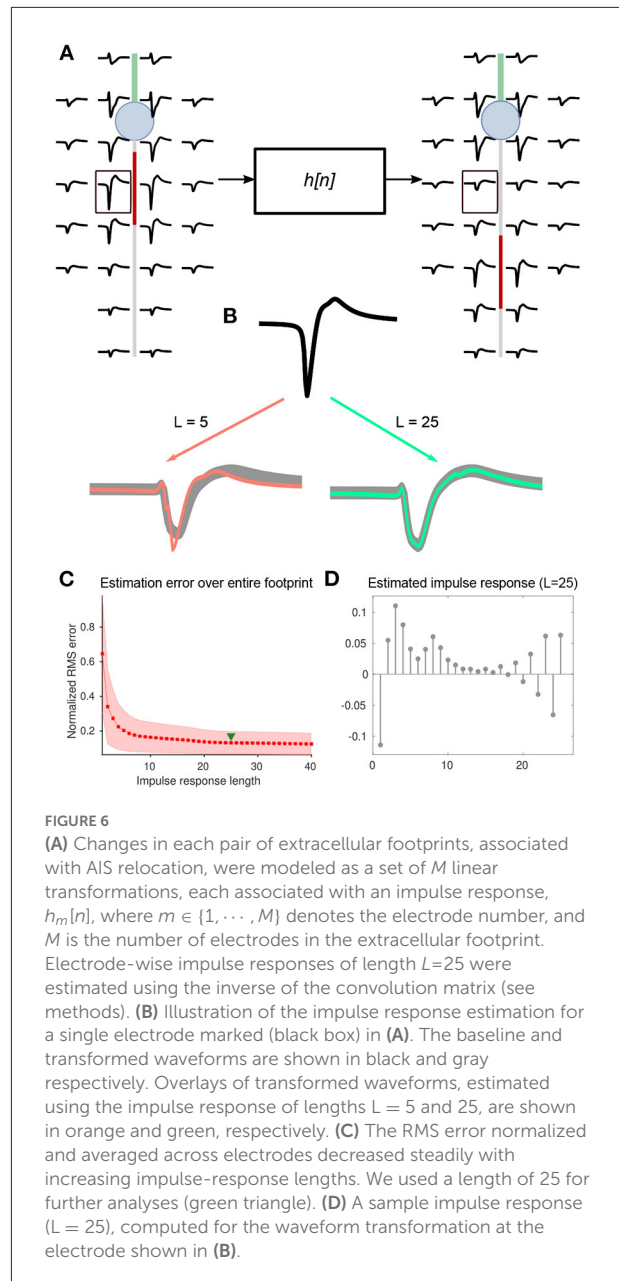 A
h[n]
B
L = 5
L = 25
C
Estimation error over entire footprint
Normalized RMS error
0.8
0.6
0.4
0.2
10
20
30
40
Impulse response length
D
Estimated impulse response (L=25)
0.1
0.05
0
-0.05
-0.1
0
10
20
FIGURE 6
(A) Changes in each pair of extracellular footprints, associated
with AIS relocation, were modeled as a set of M linear
transformations, each associated with an impulse response,
hₘ[n], where m ∈ {1, ··· , M} denotes the electrode number, and
M is the number of electrodes in the extracellular footprint.
Electrode-wise impulse responses of length L=25 were
estimated using the inverse of the convolution matrix (see
methods). (B) Illustration of the impulse response estimation for
a single electrode marked (black box) in (A). The baseline and
transformed waveforms are shown in black and gray
respectively. Overlays of transformed waveforms, estimated
using the impulse response of lengths L = 5 and 25, are shown
in orange and green, respectively. (C) The RMS error normalized
and averaged across electrodes decreased steadily with
increasing impulse-response lengths. We used a length of 25 for
further analyses (green triangle). (D) A sample impulse response
(L = 25), computed for the waveform transformation at the
electrode shown in (B).